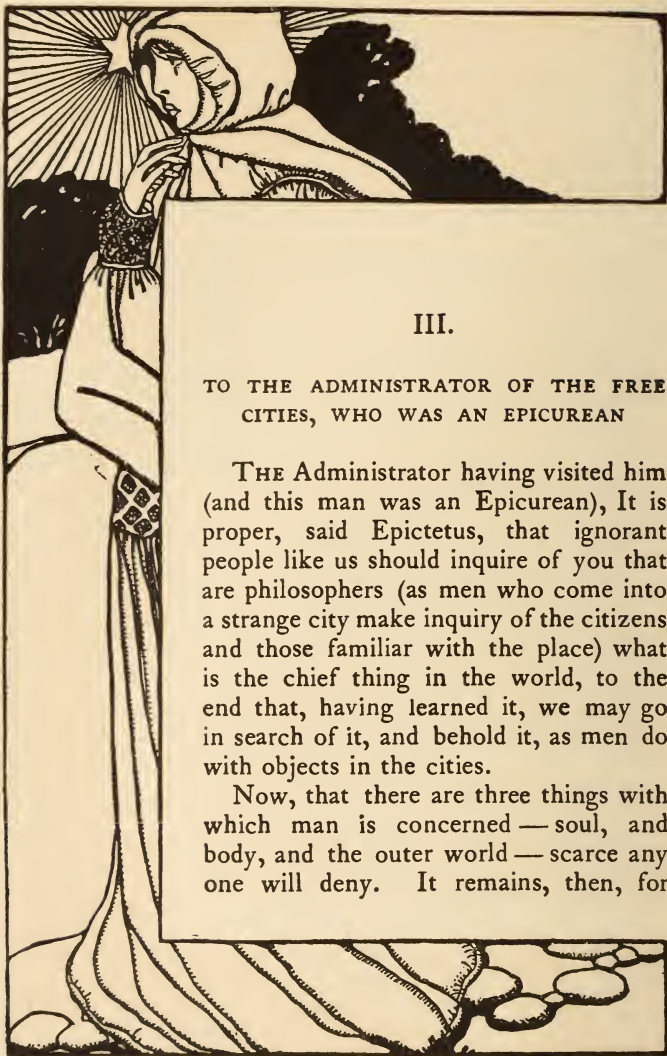 III.
TO THE ADMINISTRATOR OF THE FREE
CITIES, WHO WAS AN EPICUREAN
THE Administrator having visited him
(and this man was an Epicurean), It is
proper, said Epictetus, that ignorant
people like us should inquire of you that
are philosophers (as men who come into
a strange city make inquiry of the citizens
and those familiar with the place) what
is the chief thing in the world, to the
end that, having learned it, we may go
in search of it, and behold it, as men do
with objects in the cities.
Now, that there are three things with
which man is concerned — soul, and
body, and the outer world — scarce any
one will deny. It remains, then, for